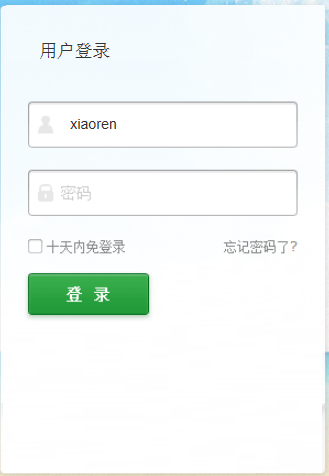 用户登录
xiaoren
密码
十天内免登录 忘记密码了?
登 录